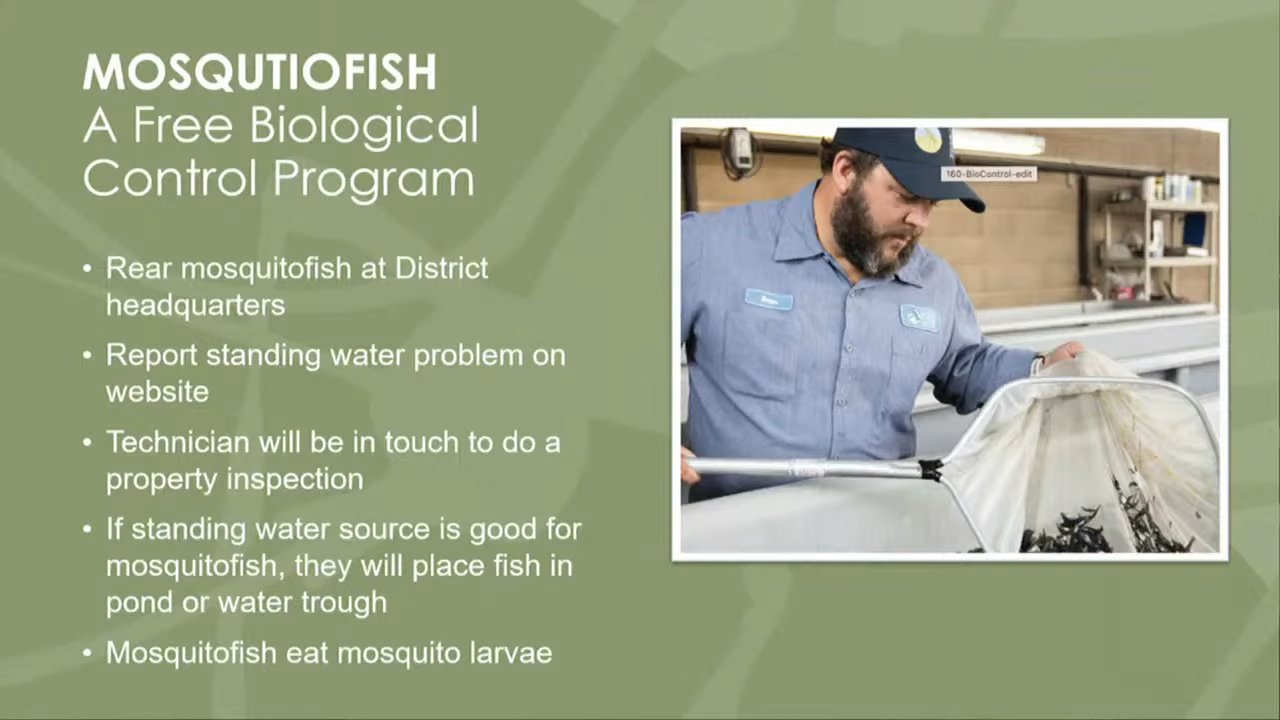 MOSQUTIOFISH
A Free Biological
Control Program
• Rear mosquitofish at District
headquarters
• Report standing water problem on
website
• Technician will be in touch to do a
property inspection
• If standing water source is good for
mosquitofish, they will place fish in
pond or water trough
• Mosquitofish eat mosquito larvae
160-BioControl-edit